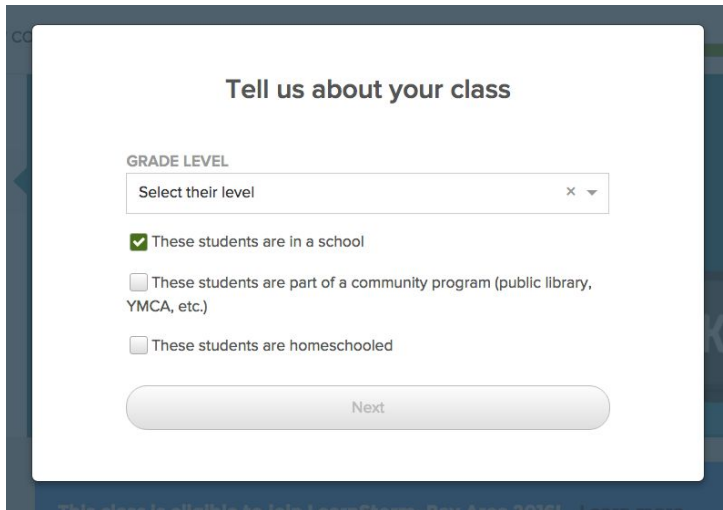 CO
Tell us about your class
GRADE LEVEL
Select their level
These students are in a school
These students are part of a community program (public library,
YMCA, etc.)
These students are homeschooled
Next
K